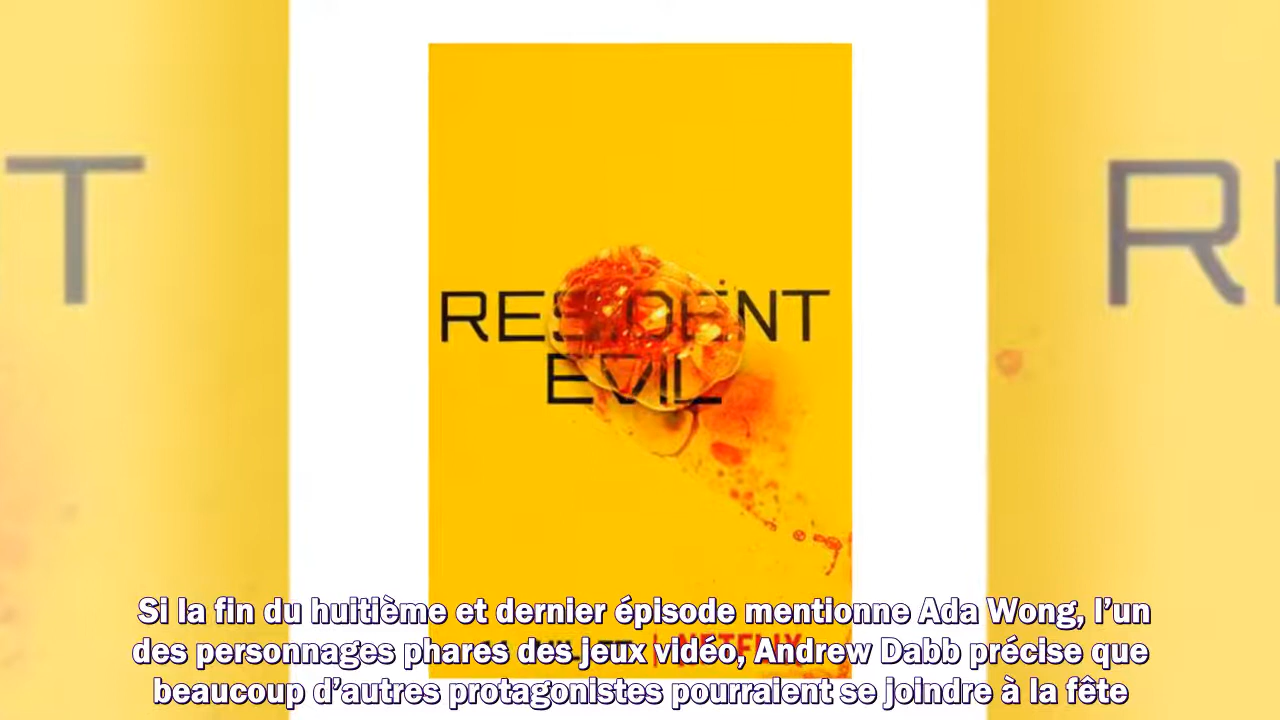 T
R
RESIDENT
EVIL
NETFLIX
Si la fin du huitième et dernier épisode mentionne Ada Wong, l’un
des personnages phares des jeux vidéo, Andrew Dabb précise que
beaucoup d’autres protagonistes pourraient se joindre à la fête